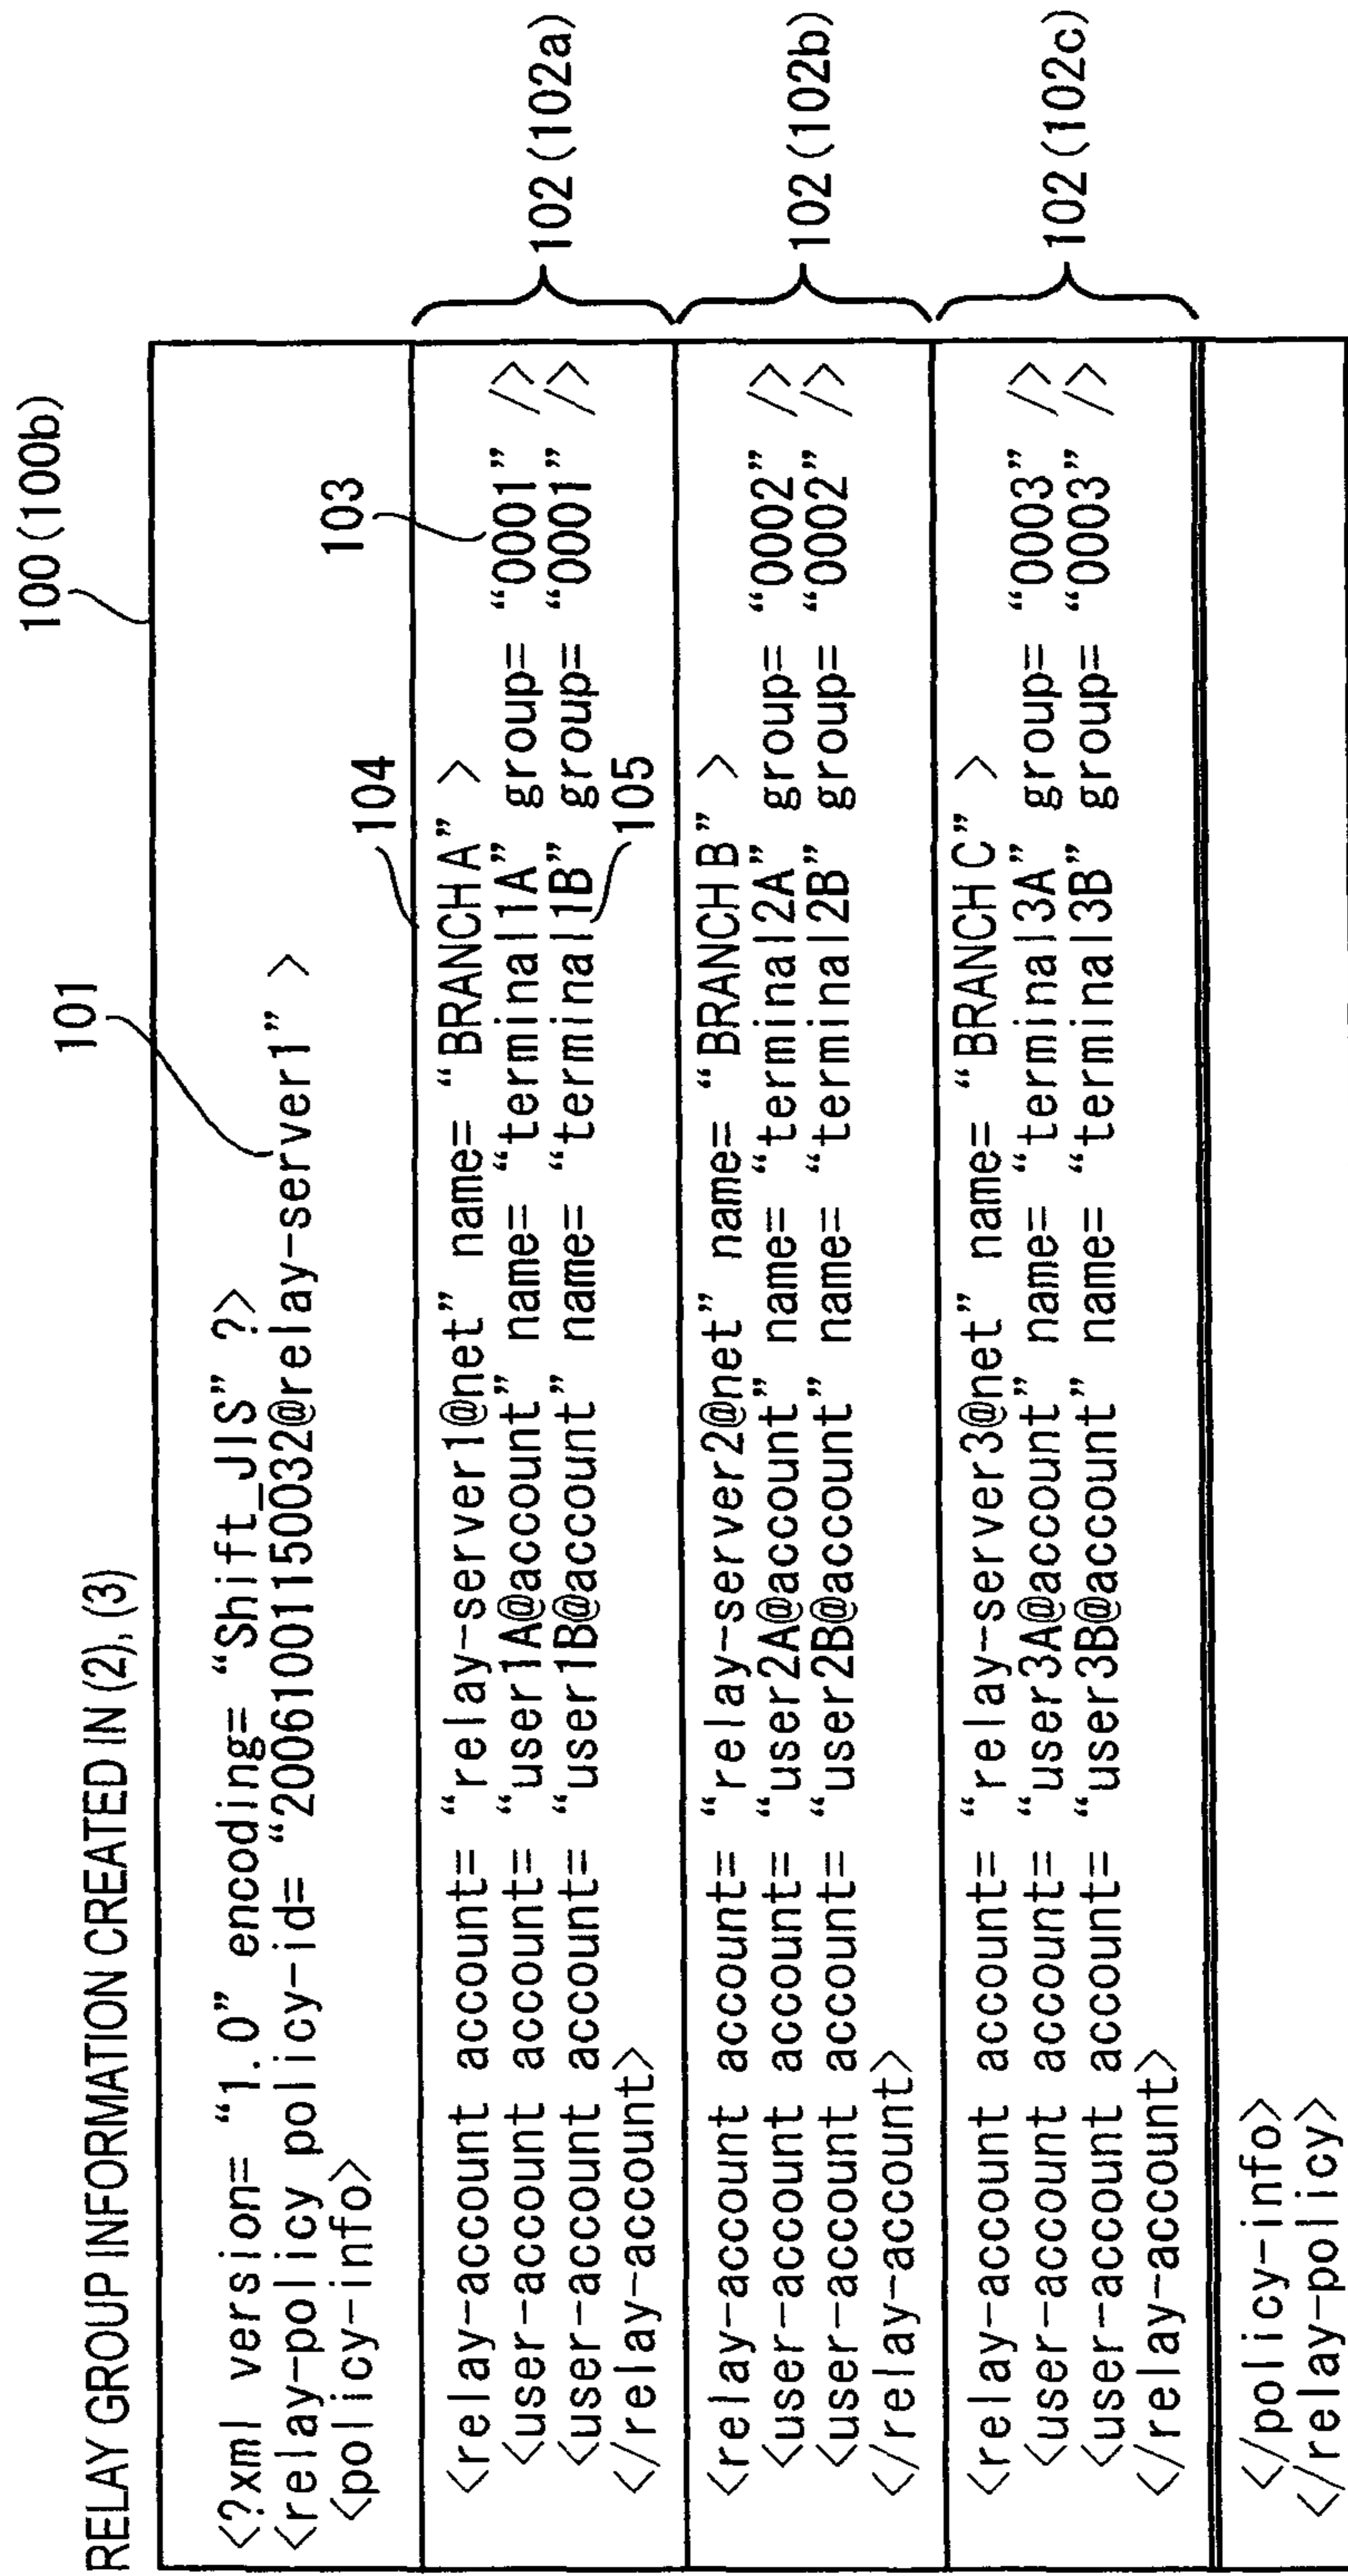 RELAY GROUP INFORMATION CREATED IN (2), (3)
100(100b)
101
<?xml version= “1.0” encoding= “Shift_JIS” ?>
<relay-policy policy-id= “20061001150032@relay-server1” >
<policy-info>
104
103
<relay-account account= “relay-server1@net” name= “BRANCH A” >
<user-account account= “user1A@account” name= “terminal1A” group= “0001” />
<user-account account= “user1B@account” name= “terminal1B” group= “0001” />
</relay-account>
105
102(102a)
<relay-account account= “relay-server2@net” name= “BRANCH B” >
<user-account account= “user2A@account” name= “terminal2A” group= “0002” />
<user-account account= “user2B@account” name= “terminal2B” group= “0002” />
</relay-account>
102(102b)
<relay-account account= “relay-server3@net” name= “BRANCH C” >
<user-account account= “user3A@account” name= “terminal3A” group= “0003” />
<user-account account= “user3B@account” name= “terminal3B” group= “0003” />
</relay-account>
102(102c)
</policy-info>
</relay-policy>